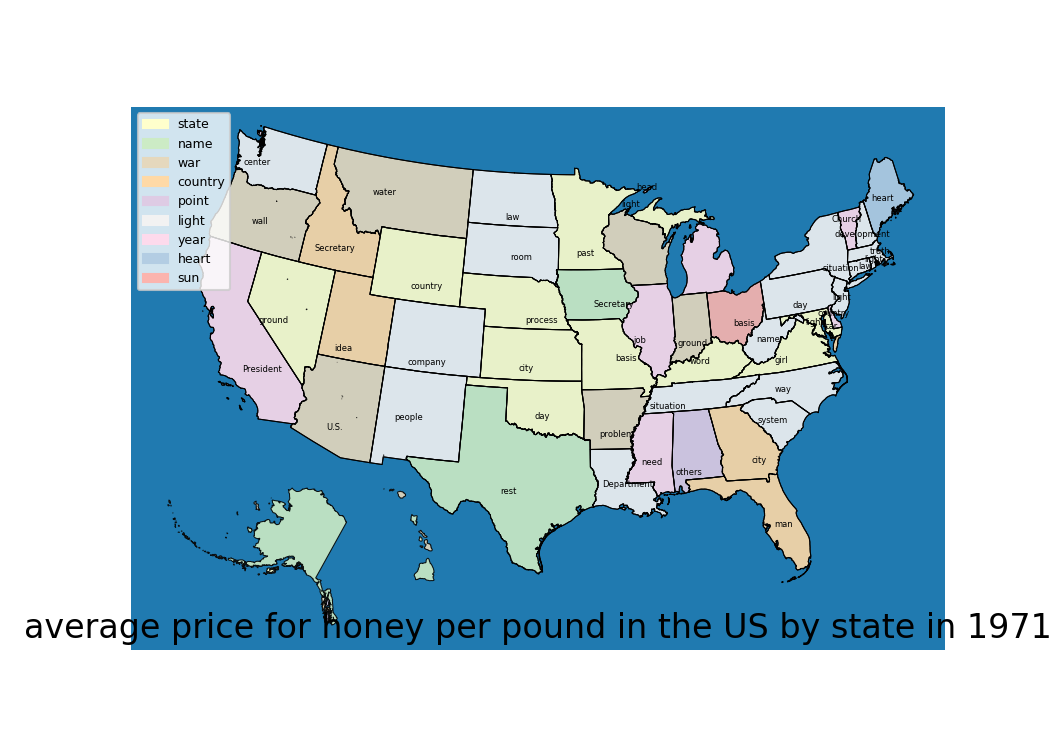 state
name
war
country
point
light
year
heart
sun
center
water
wall
law
head
light
heart
Church
development
Secretary
room
past
truth
situation
law
country
process
Secretary
light
ground
day
basis
idea
job
ground
name
company
city
basis
word
girl
President
people
day
situation
way
U.S.
problem
system
need
others
city
rest
Department
man
average price for honey per pound in the US by state in 1971